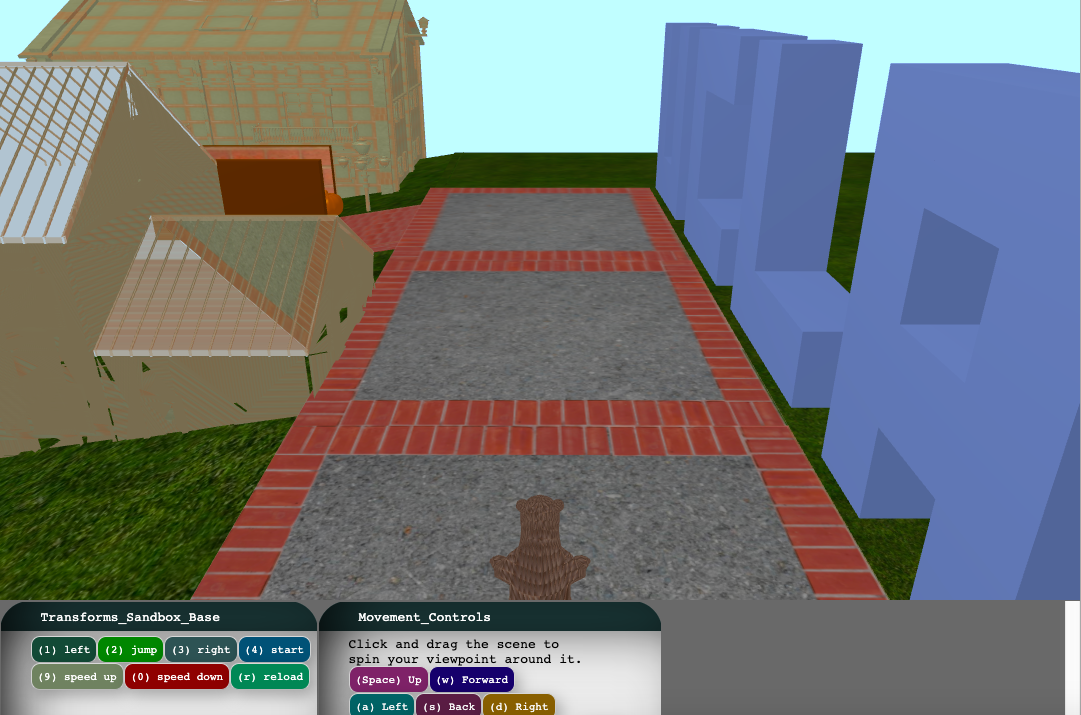 Transforms_Sandbox_Base
(1) left (2) jump (3) right (4) start
(9) speed up (0) speed down (r) reload
Movement_Controls
Click and drag the scene to
spin your viewpoint around it.
(Space) Up (w) Forward
(a) Left (s) Back (d) Right